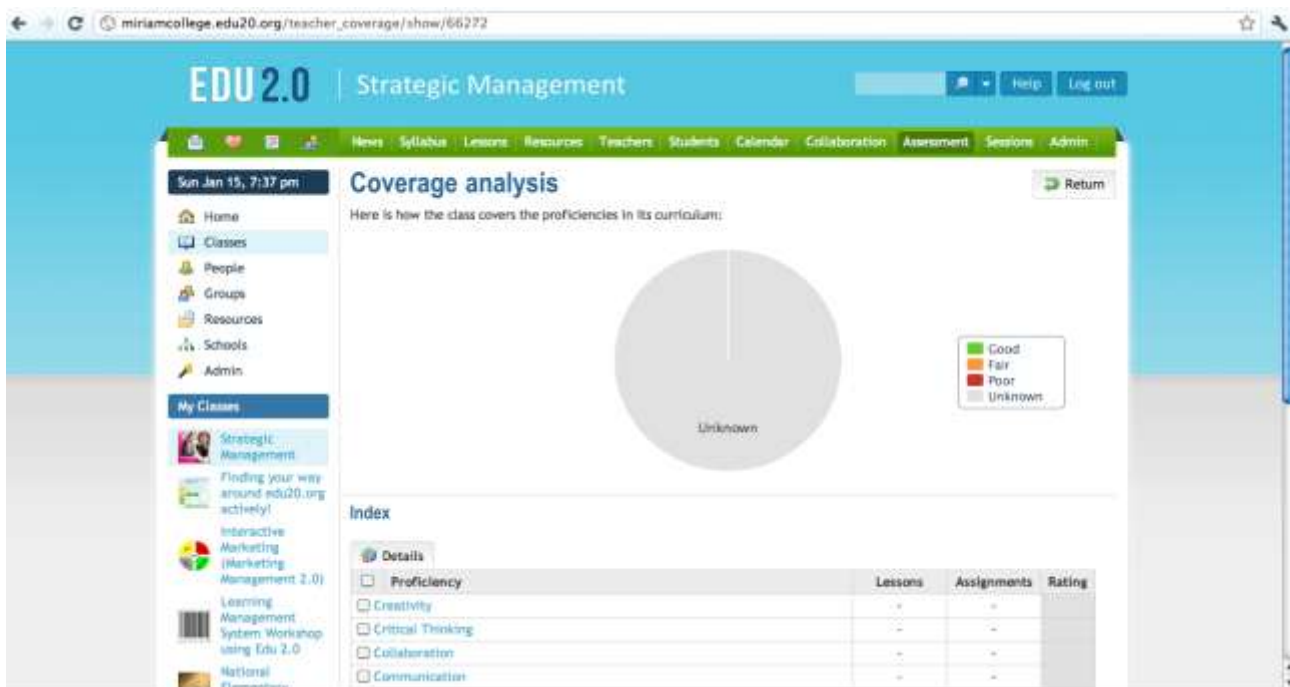 miriamcollege.edu20.org/teacher_coverage/show/66272
EDU 2.0
Strategic Management
Help
Log out
News Syllabus Lessons Resources Teachers Students Calendar Collaboration Assessment Sessions Admin
Sun Jan 15, 7:37 pm
Home
Classes
People
Groups
Resources
Schools
Admin
My Classes
Strategic
Management
Finding your way
around edu20.org
actively!
Interactive
Marketing
(Marketing
Management 2.0)
Learning
Management
System Workshop
using Edu 2.0
National
Elementary
Coverage analysis
Return
Here is how the class covers the proficiencies in its curriculum:
Unknown
Good
Fair
Poor
Unknown
Index
Details
Proficiency Lessons Assignments Rating
Creativity - -
Critical Thinking - -
Collaboration - -
Communication - -